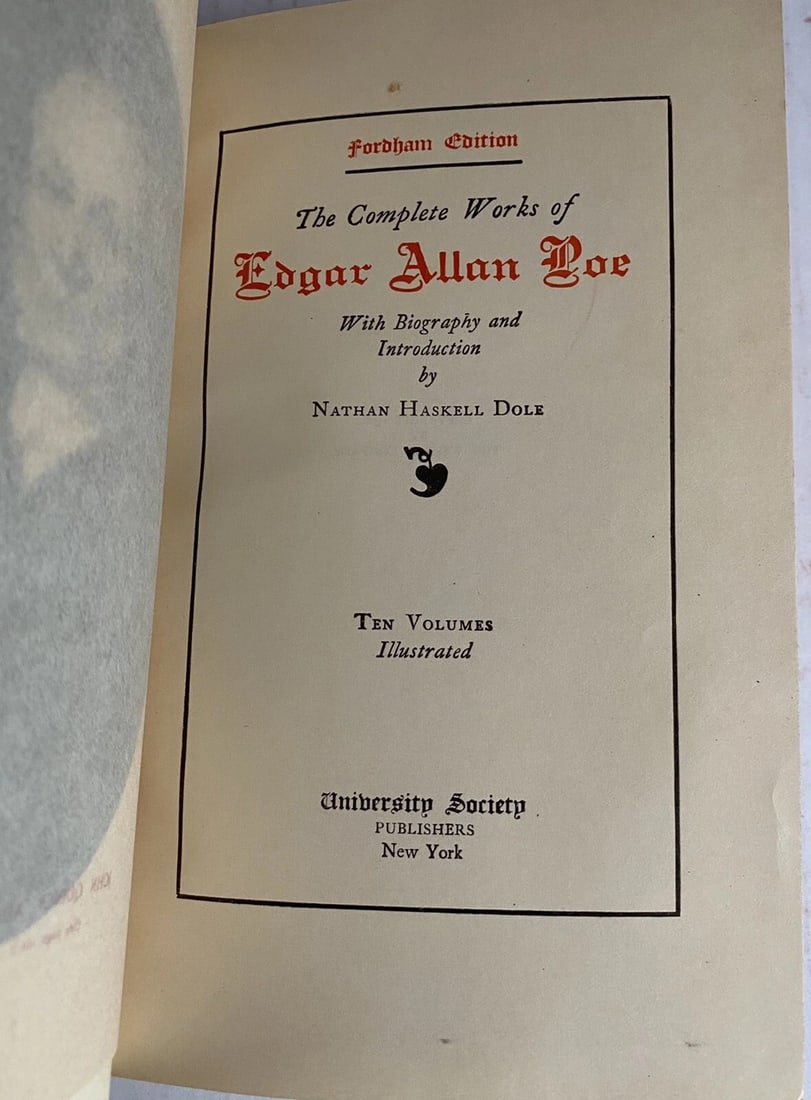 Fordham Edition
The Complete Works of
Edgar Allan Poe
With Biography and
Introduction
by
NATHAN HASKELL DOLE
TEN VOLUMES
Illustrated
University Society
PUBLISHERS
New York